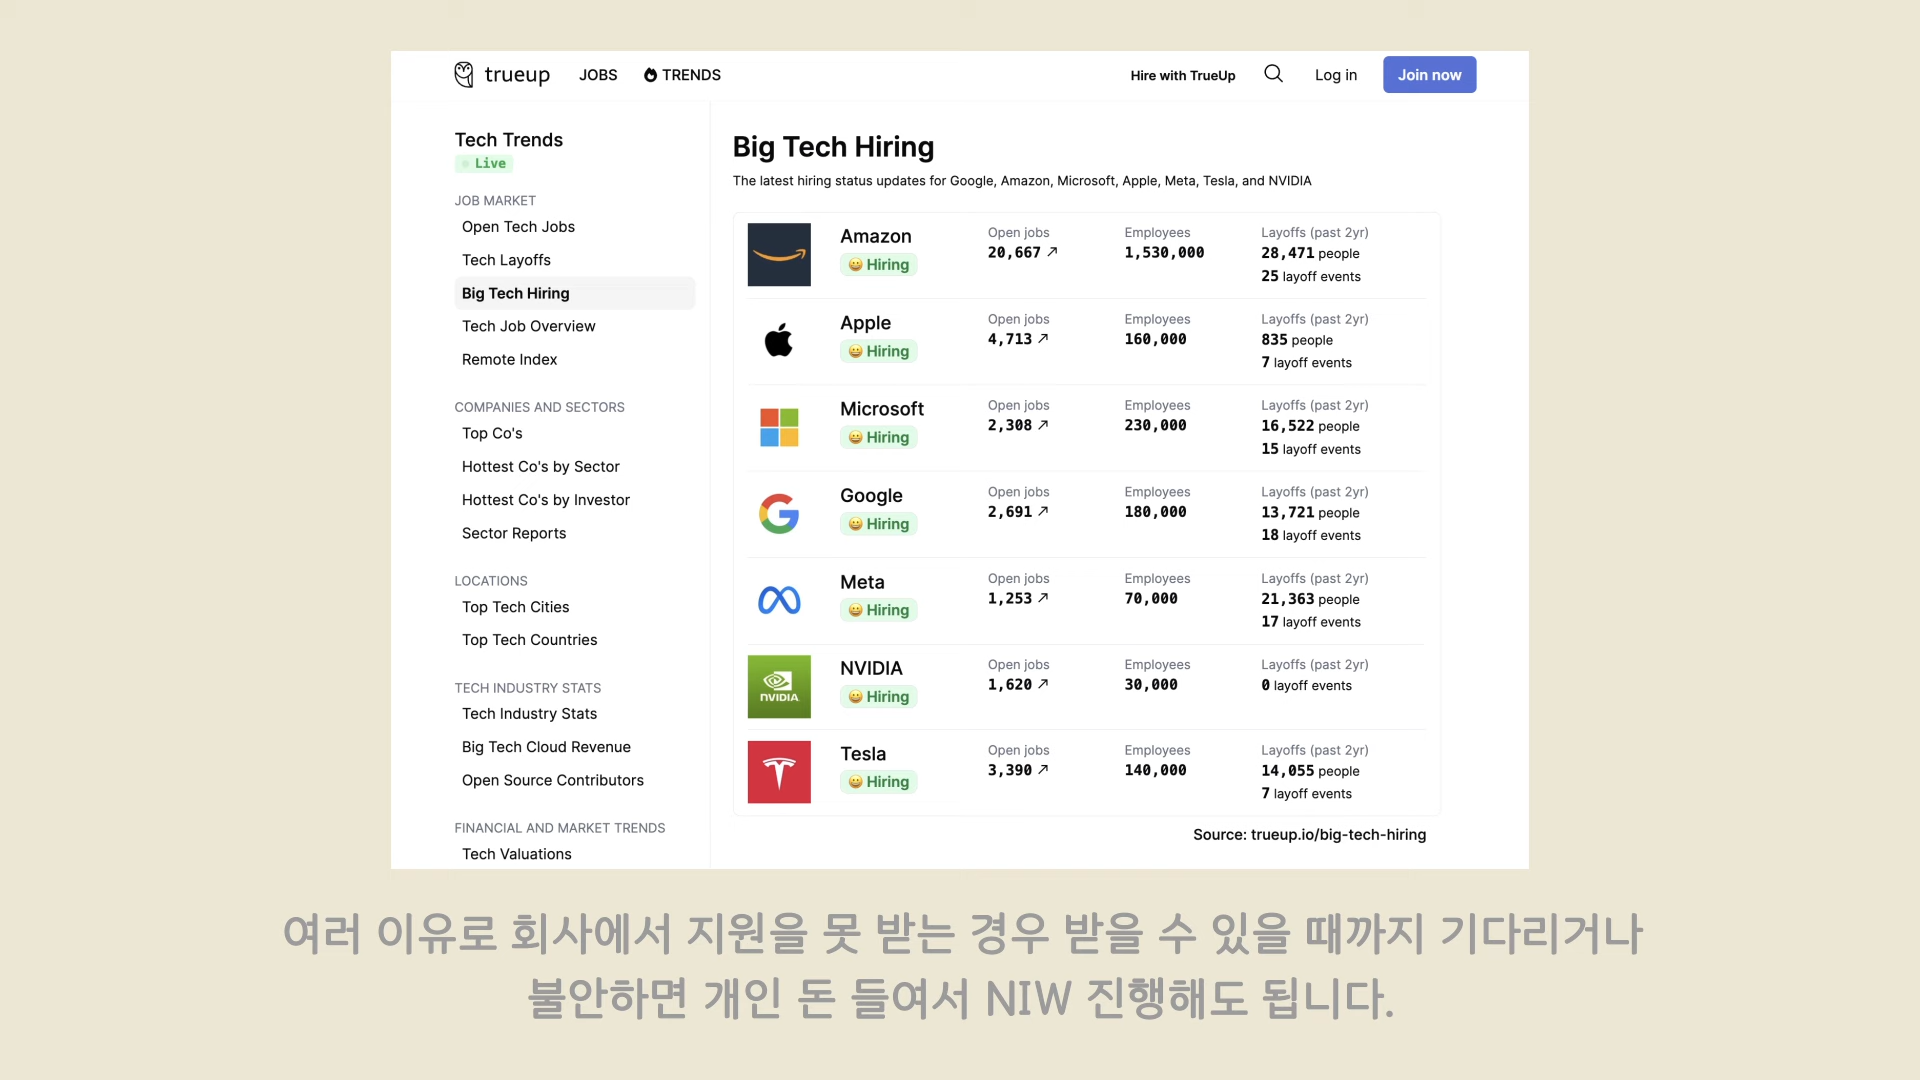 trueup
JOBS
TRENDS
Hire with TrueUp
Log in
Join now
Tech Trends
Live
JOB MARKET
Open Tech Jobs
Tech Layoffs
Big Tech Hiring
Tech Job Overview
Remote Index
COMPANIES AND SECTORS
Top Co's
Hottest Co's by Sector
Hottest Co's by Investor
Sector Reports
LOCATIONS
Top Tech Cities
Top Tech Countries
TECH INDUSTRY STATS
Tech Industry Stats
Big Tech Cloud Revenue
Open Source Contributors
FINANCIAL AND MARKET TRENDS
Tech Valuations
Big Tech Hiring
The latest hiring status updates for Google, Amazon, Microsoft, Apple, Meta, Tesla, and NVIDIA
Amazon
😀 Hiring
Open jobs
20,667 ↗
Employees
1,530,000
Layoffs (past 2yr)
28,471 people
25 layoff events
Apple
😀 Hiring
Open jobs
4,713 ↗
Employees
160,000
Layoffs (past 2yr)
835 people
7 layoff events
Microsoft
😀 Hiring
Open jobs
2,308 ↗
Employees
230,000
Layoffs (past 2yr)
16,522 people
15 layoff events
Google
😀 Hiring
Open jobs
2,691 ↗
Employees
180,000
Layoffs (past 2yr)
13,721 people
18 layoff events
Meta
😀 Hiring
Open jobs
1,253 ↗
Employees
70,000
Layoffs (past 2yr)
21,363 people
17 layoff events
NVIDIA
NVIDIA
😀 Hiring
Open jobs
1,620 ↗
Employees
30,000
Layoffs (past 2yr)
0 layoff events
Tesla
😀 Hiring
Open jobs
3,390 ↗
Employees
140,000
Layoffs (past 2yr)
14,055 people
7 layoff events
Source: trueup.io/big-tech-hiring
여러 이유로 회사에서 지원을 못 받는 경우 받을 수 있을 때까지 기다리거나
불안하면 개인 돈 들여서 NIW 진행해도 됩니다.